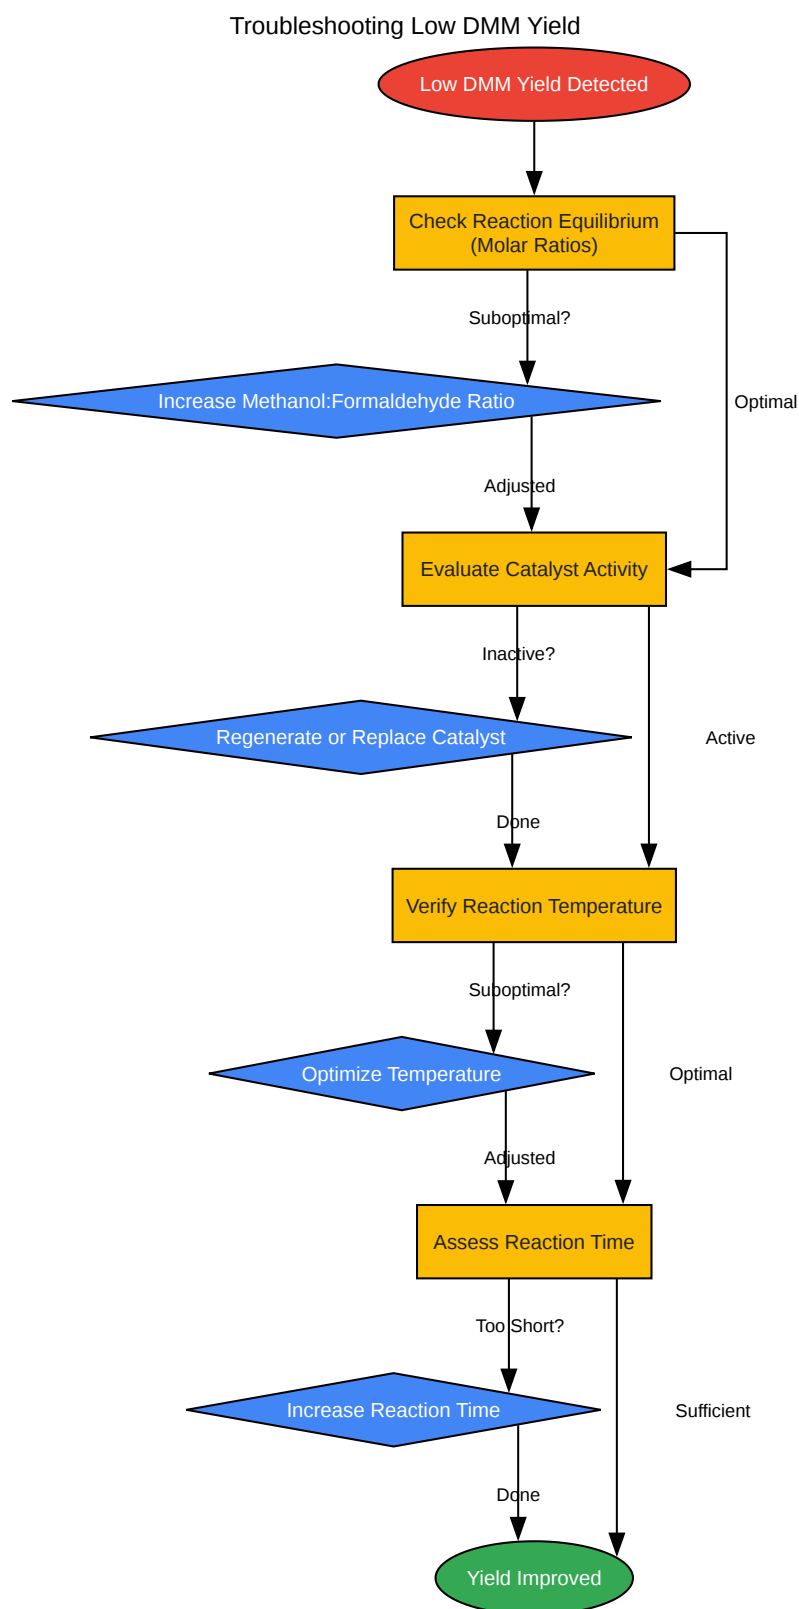 Troubleshooting Low DMM Yield
Low DMM Yield Detected
Check Reaction Equilibrium
(Molar Ratios)
Suboptimal?
Increase Methanol:Formaldehyde Ratio
Optimal
Adjusted
Evaluate Catalyst Activity
Inactive?
Regenerate or Replace Catalyst
Active
Done
Verify Reaction Temperature
Suboptimal?
Optimize Temperature
Optimal
Adjusted
Assess Reaction Time
Too Short?
Increase Reaction Time
Sufficient
Done
Yield Improved